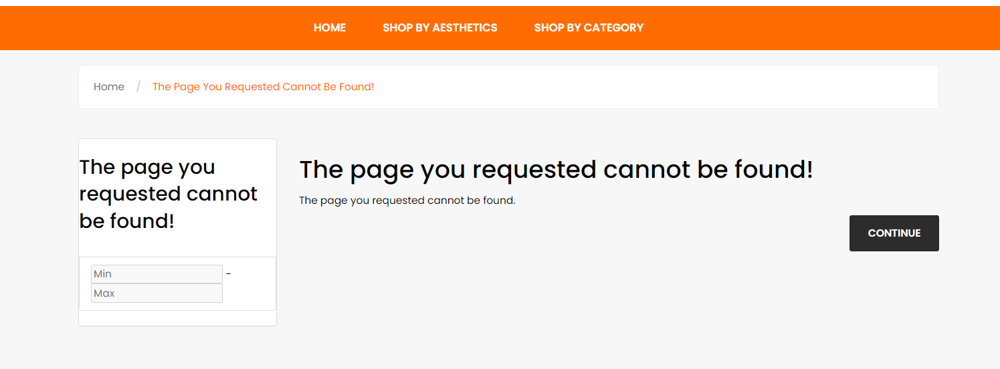 HOME SHOP BY AESTHETICS SHOP BY CATEGORY
Home / The Page You Requested Cannot Be Found!
The page you
requested cannot
be found!
Min -
Max
The page you requested cannot be found!
The page you requested cannot be found.
CONTINUE